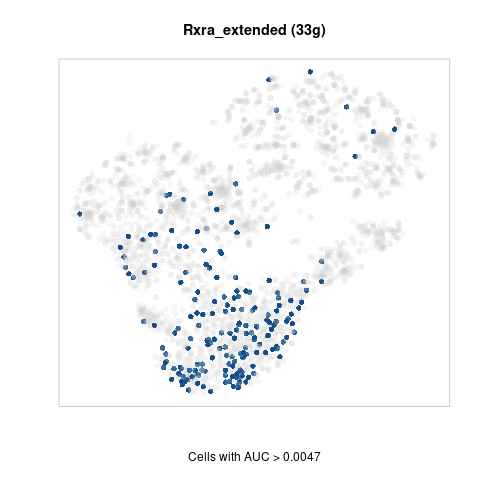 Rxra_extended (33g)
Cells with AUC > 0.0047